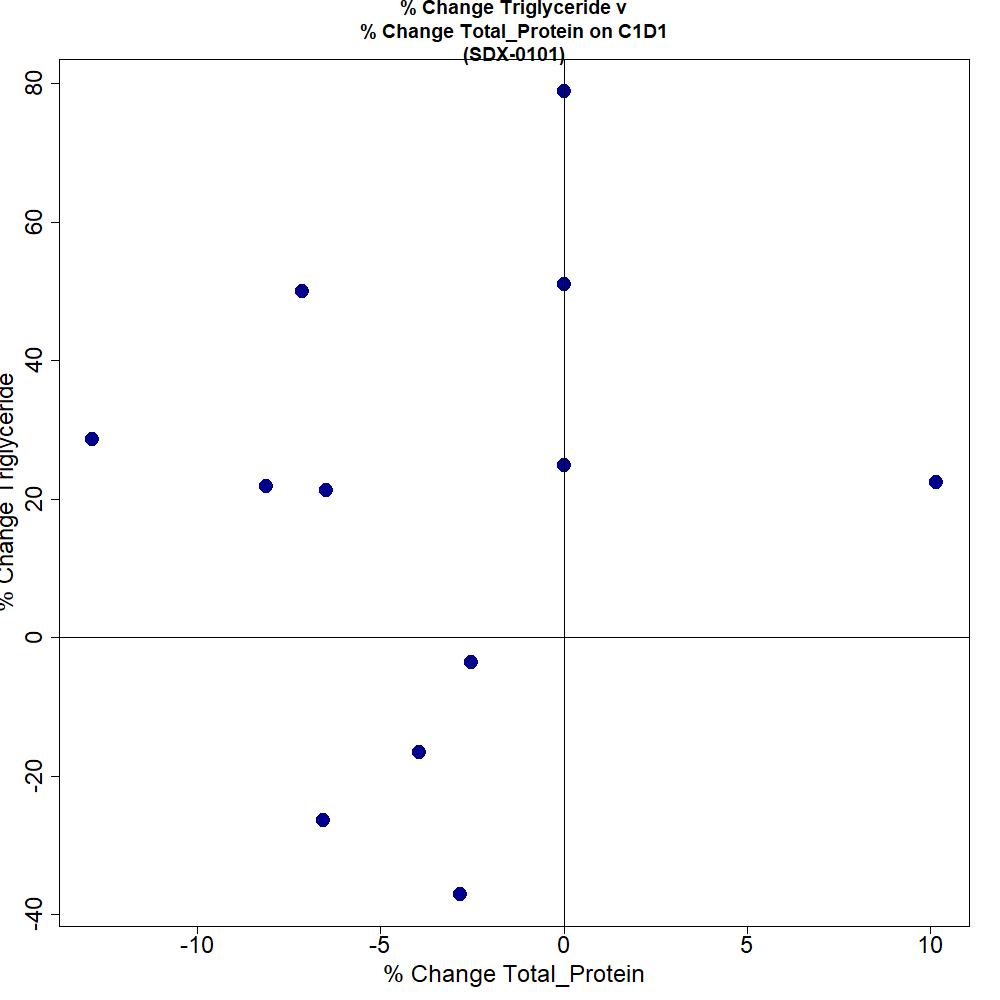 % Change Triglyceride v
% Change Total_Protein on C1D1
(SDX-0101)
80
60
40
20
0
-20
-40
% Change Triglyceride
-10
-5
0
5
10
% Change Total_Protein